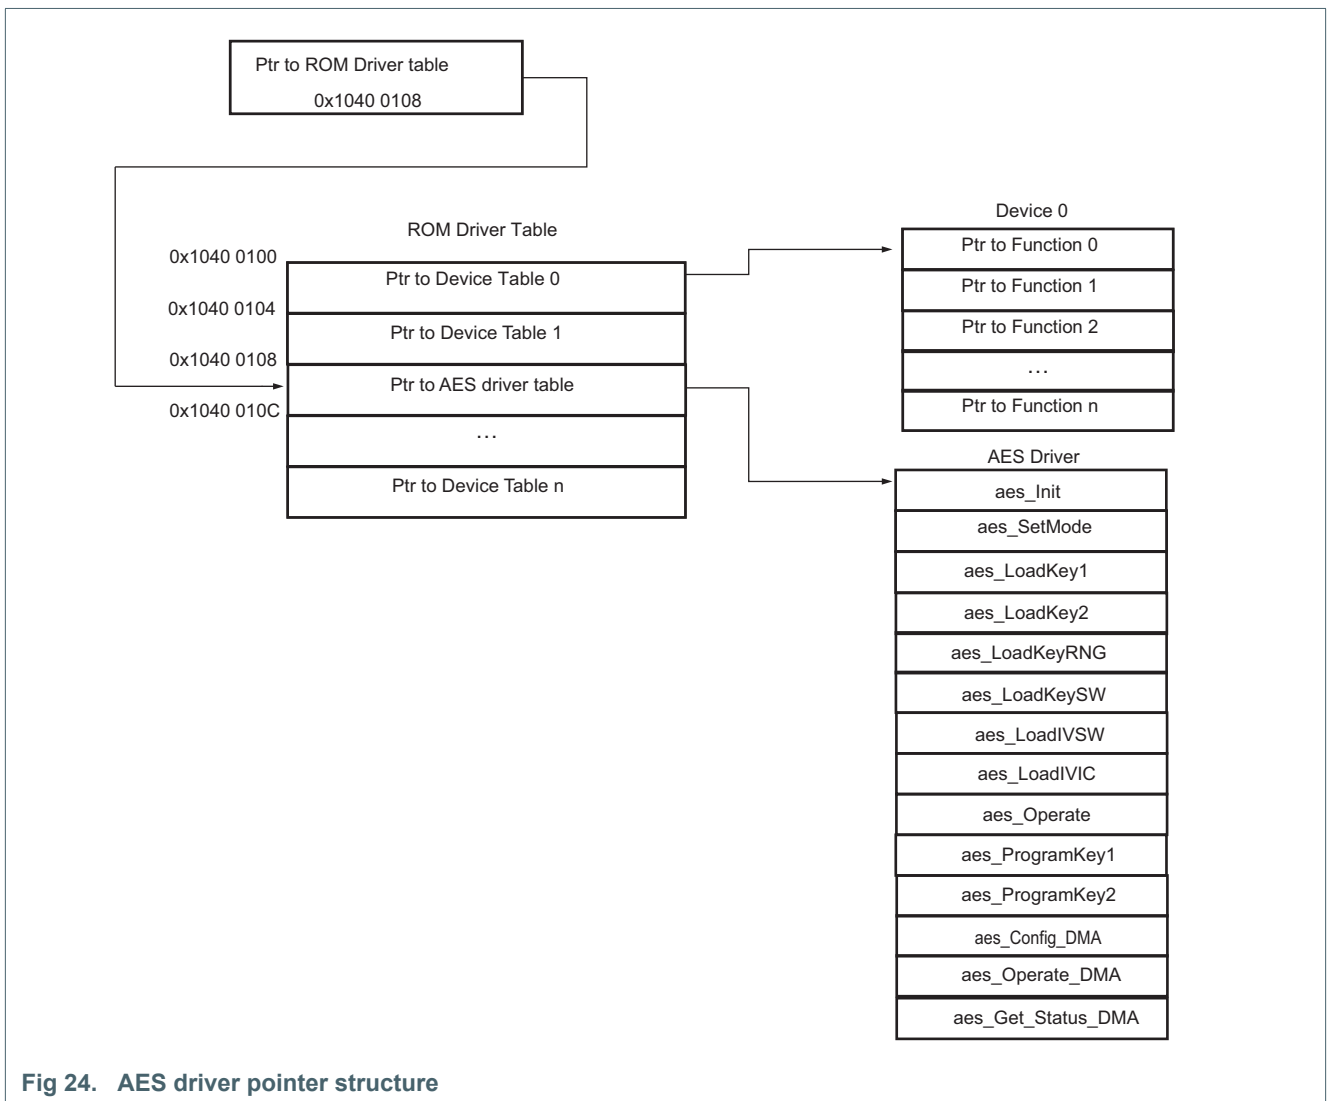 Ptr to ROM Driver table
0x1040 0108
ROM Driver Table
0x1040 0100
Ptr to Device Table 0
0x1040 0104
Ptr to Device Table 1
0x1040 0108
Ptr to AES driver table
0x1040 010C
...
Ptr to Device Table n
Device 0
Ptr to Function 0
Ptr to Function 1
Ptr to Function 2
...
Ptr to Function n
AES Driver
aes_Init
aes_SetMode
aes_LoadKey1
aes_LoadKey2
aes_LoadKeyRNG
aes_LoadKeySW
aes_LoadIVSW
aes_LoadIVIC
aes_Operate
aes_ProgramKey1
aes_ProgramKey2
aes_Config_DMA
aes_Operate_DMA
aes_Get_Status_DMA
Fig 24. AES driver pointer structure